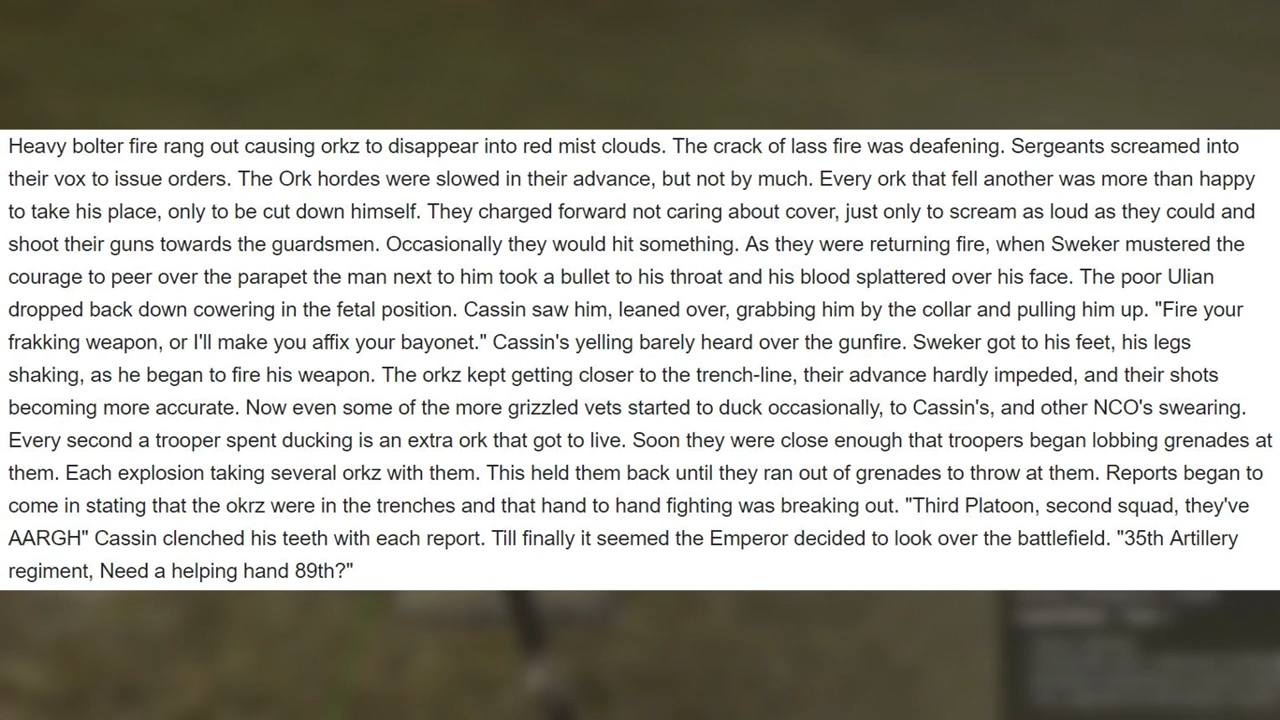 Heavy bolter fire rang out causing orkz to disappear into red mist clouds. The crack of lass fire was deafening. Sergeants screamed into
their vox to issue orders. The Ork hordes were slowed in their advance, but not by much. Every ork that fell another was more than happy
to take his place, only to be cut down himself. They charged forward not caring about cover, just only to scream as loud as they could and
shoot their guns towards the guardsmen. Occasionally they would hit something. As they were returning fire, when Sweker mustered the
courage to peer over the parapet the man next to him took a bullet to his throat and his blood splattered over his face. The poor Ulian
dropped back down cowering in the fetal position. Cassin saw him, leaned over, grabbing him by the collar and pulling him up. "Fire your
frakking weapon, or I'll make you affix your bayonet." Cassin's yelling barely heard over the gunfire. Sweker got to his feet, his legs
shaking, as he began to fire his weapon. The orkz kept getting closer to the trench-line, their advance hardly impeded, and their shots
becoming more accurate. Now even some of the more grizzled vets started to duck occasionally, to Cassin's, and other NCO's swearing.
Every second a trooper spent ducking is an extra ork that got to live. Soon they were close enough that troopers began lobbing grenades at
them. Each explosion taking several orkz with them. This held them back until they ran out of grenades to throw at them. Reports began to
come in stating that the okrz were in the trenches and that hand to hand fighting was breaking out. "Third Platoon, second squad, they've
AARGH" Cassin clenched his teeth with each report. Till finally it seemed the Emperor decided to look over the battlefield. "35th Artillery
regiment, Need a helping hand 89th?"